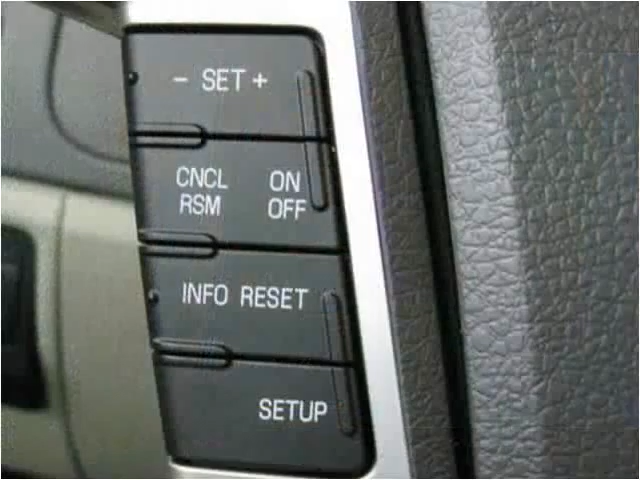 - SET +
CNCL ON
RSM OFF
INFO RESET
SETUP